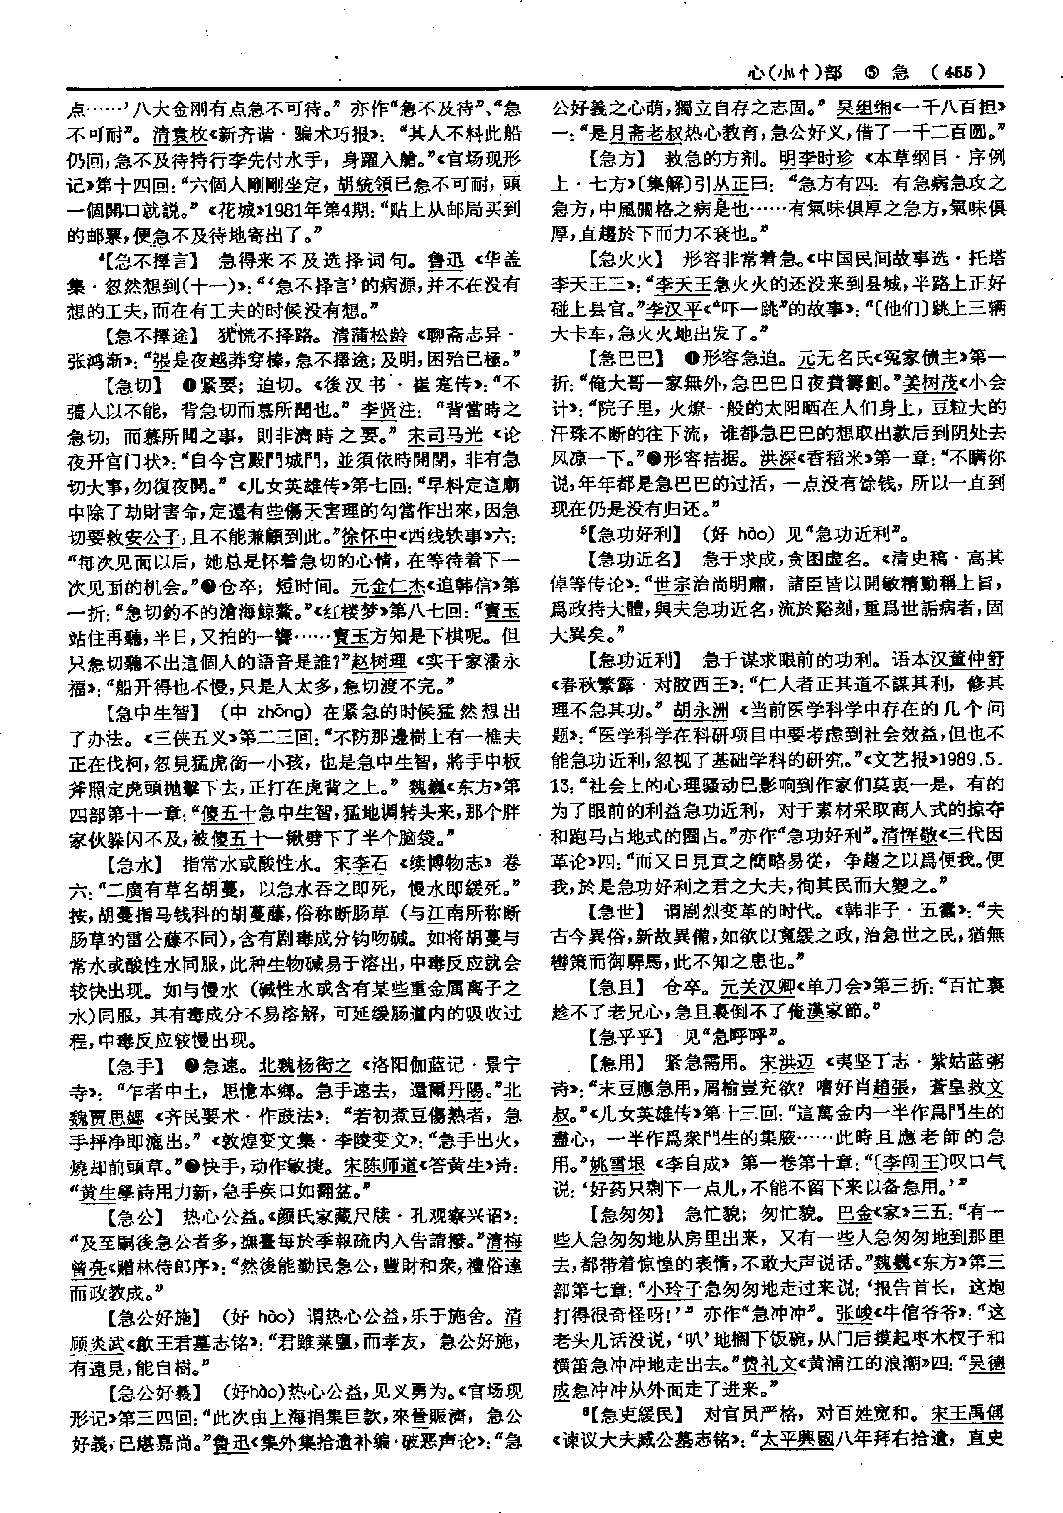 心(小忄)部 ⑤ 急 (455)
点……’八大金刚有点急不可待。”亦作“急不及待”、“急
不可耐”。清袁枚《新齐谐·骗术巧报》：“其人不料此船
仍回，急不及待持行李先付水手，身躍入艙。”《官场现形
记》第十四回：“六個人剛剛坐定，胡統領已急不可耐，頭
一個開口就説。”《花城》1981年第4期：“贴上从邮局买到
的邮票，便急不及待地寄出了。”
⁴【急不擇言】 急得来不及选择词句。鲁迅《华盖
集·忽然想到(十一)》：“‘急不择言’的病源，并不在没有
想的工夫，而在有工夫的时候没有想。”
【急不擇途】 犹慌不择路。清蒲松龄《聊斋志异·
张鸿渐》：“張是夜越莽穿榛，急不擇途；及明，困殆已極。”
【急切】 ❶紧要；迫切。《後汉书·崔寔传》：“不
彊人以不能，背急切而慕所聞也。”李贤注：“背當時之
急切，而慕所聞之事，則非濟時之要。”宋司马光《论
夜开宫门状》：“自今宫殿門城門，並須依時開閉，非有急
切大事，勿復夜開。”《儿女英雄传》第七回：“早料定這廟
中除了劫財害命，定還有些傷天害理的勾當作出來，因急
切要救安公子，且不能兼顧到此。”徐怀中《西线轶事》六：
“每次见面以后，她总是怀着急切的心情，在等待着下一
次见面的机会。”❷仓卒；短时间。元金仁杰《追韩信》第
一折：“急切釣不的滄海鯨鰲。”《红楼梦》第八七回：“寶玉
站住再聽，半日，又拍的一響……寶玉方知是下棋呢。但
只急切聽不出這個人的語音是誰？”赵树理《实干家潘永
福》：“船开得也不慢，只是人太多，急切渡不完。”
【急中生智】 (中 zhōng) 在紧急的时候猛然想出
了办法。《三侠五义》第二三回：“不防那邊樹上有一樵夫
正在伐柯，忽見猛虎銜一小孩，也是急中生智，將手中板
斧照定虎頭抛擊下去，正打在虎背之上。”魏巍《东方》第
四部第十一章：“傻五十急中生智，猛地调转头来，那个胖
家伙躲闪不及，被傻五十一锹劈下了半个脑袋。”
【急水】 指常水或酸性水。宋李石《续博物志》卷
六：“二廣有草名胡蔓，以急水吞之即死，慢水即緩死。”
按，胡蔓指马钱科的胡蔓藤，俗称断肠草（与江南所称断
肠草的雷公藤不同），含有剧毒成分钩吻碱。如将胡蔓与
常水或酸性水同服，此种生物碱易于溶出，中毒反应就会
较快出现。如与慢水（碱性水或含有某些重金属离子之
水）同服，其有毒成分不易溶解，可延缓肠道内的吸收过
程，中毒反应较慢出现。
【急手】 ❶急速。北魏杨衒之《洛阳伽蓝记·景宁
寺》：“乍者中土，思憶本鄉。急手速去，還爾丹陽。”北
魏贾思勰《齐民要术·作豉法》：“若初煮豆傷熟者，急
手抨净即漉出。”《敦煌变文集·李陵变文》：“急手出火，
燒却前頭草。”❷快手，动作敏捷。宋陈师道《答黄生》诗：
“黄生學詩用力新，急手疾口如翻盆。”
【急公】 热心公益。《颜氏家藏尺牍·孔观察兴诏》：
“及至嗣後急公者多，撫臺每於季報疏内入告請撥。”清梅
曾亮《赠林侍郎序》：“然後能勤民急公，豐財和衆，禮俗達
而政教成。”
【急公好施】 (好 hào) 谓热心公益，乐于施舍。清
顾炎武《歙王君墓志铭》：“君雖業鹽，而孝友，急公好施，
有遠見，能自樹。”
【急公好義】 (好hào)热心公益，见义勇为。《官场现
形记》第三四回：“此次由上海捐集巨款，來晉賑濟，急公
好義，已堪嘉尚。”鲁迅《集外集拾遗补编·破恶声论》：“急
公好義之心萌，獨立自存之志固。”吴组缃《一千八百担》
一：“是月斋老叔热心教育，急公好义，借了一千二百圆。”
【急方】 救急的方剂。明李时珍《本草纲目·序例
上·七方》〔集解〕引从正曰：“急方有四：有急病急攻之
急方，中風關格之病是也……有氣味俱厚之急方，氣味俱
厚，直趨於下而力不衰也。”
【急火火】 形容非常着急。《中国民间故事选·托塔
李天王二》：“李天王急火火的还没来到县城，半路上正好
碰上县官。”李汉平《“吓一跳”的故事》：“〔他们〕跳上三辆
大卡车，急火火地出发了。”
【急巴巴】 ❶形容急迫。元无名氏《冤家债主》第一
折：“俺大哥一家無外，急巴巴日夜費籌劃。”姜树茂《小会
计》：“院子里，火燎一般的太阳晒在人们身上，豆粒大的
汗珠不断的往下流，谁都急巴巴的想取出款后到阴处去
风凉一下。”❷形容拮据。洪深《香稻米》第一章：“不瞒你
说，年年都是急巴巴的过活，一点没有馀钱，所以一直到
现在仍是没有归还。”
⁵【急功好利】 (好 hào) 见“急功近利”。
【急功近名】 急于求成，贪图虚名。《清史稿·高其
倬等传论》：“世宗治尚明肅，諸臣皆以開敏精勤稱上旨，
爲政持大體，與夫急功近名，流於谿刻，重爲世詬病者，固
大異矣。”
【急功近利】 急于谋求眼前的功利。语本汉董仲舒
《春秋繁露·对胶西王》：“仁人者正其道不謀其利，修其
理不急其功。”胡永洲《当前医学科学中存在的几个问
题》：“医学科学在科研项目中要考虑到社会效益，但也不
能急功近利，忽视了基础学科的研究。”《文艺报》1989.5.
13：“社会上的心理骚动已影响到作家们莫衷一是，有的
为了眼前的利益急功近利，对于素材采取商人式的掠夺
和跑马占地式的圈占。”亦作“急功好利”。清恽敬《三代因
革论》四：“而又日見貢之簡略易從，争趨之以爲便我。便
我，於是急功好利之君之大夫，徇其民而大變之。”
【急世】 谓剧烈变革的时代。《韩非子·五蠹》：“夫
古今異俗，新故異備，如欲以寬緩之政，治急世之民，猶無
轡策而御駻馬，此不知之患也。”
【急且】 仓卒。元关汉卿《单刀会》第三折：“百忙裏
趁不了老兄心，急且裏倒不了俺漢家節。”
【急乎乎】 见“急呼呼”。
【急用】 紧急需用。宋洪迈《夷坚丁志·紫姑蓝粥
诗》：“末豆應急用，屑榆豈充欲？嗜好肖趙張，蒼皇救文
叔。”《儿女英雄传》第十三回：“這萬金内一半作爲門生的
盡心，一半作爲衆門生的集腋……此時且應老師的急
用。”姚雪垠《李自成》第一卷第十章：“〔李闯王〕叹口气
说：‘好药只剩下一点儿，不能不留下来以备急用。’”
【急匆匆】 急忙貌；匆忙貌。巴金《家》三五：“有一
些人急匆匆地从房里出来，又有一些人急匆匆地到那里
去，都带着惊惶的表情，不敢大声说话。”魏巍《东方》第三
部第七章：“小玲子急匆匆地走过来说：‘报告首长，这炮
打得很奇怪呀！’”亦作“急冲冲”。张峻《牛倌爷爷》：“这
老头儿话没说，‘叭’地搁下饭碗，从门后摸起枣木杈子和
横笛急冲冲地走出去。”费礼文《黄浦江的浪潮》四：“吴德
成急冲冲从外面走了进来。”
⁶【急吏緩民】 对官员严格，对百姓宽和。宋王禹偁
《谏议大夫臧公墓志铭》：“太平興國八年拜右拾遺，直史